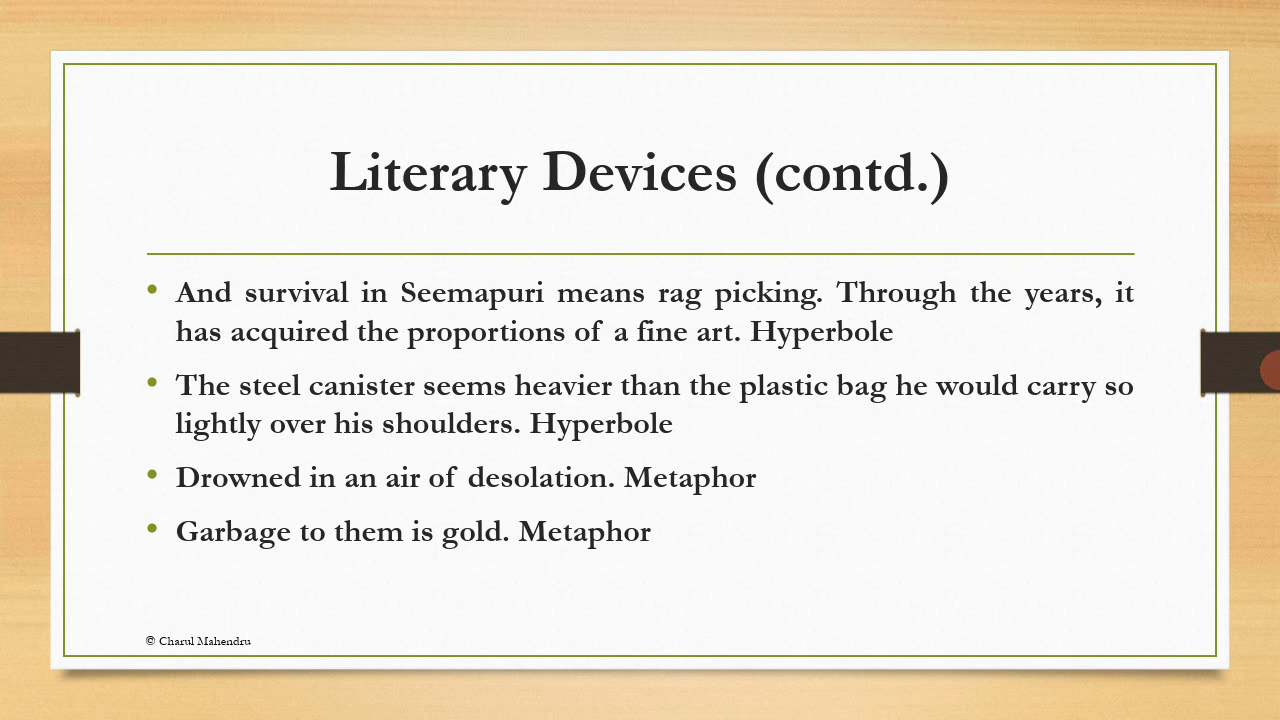 Literary Devices (contd.)
• And survival in Seemapuri means rag picking. Through the years, it
has acquired the proportions of a fine art. Hyperbole
• The steel canister seems heavier than the plastic bag he would carry so
lightly over his shoulders. Hyperbole
• Drowned in an air of desolation. Metaphor
• Garbage to them is gold. Metaphor
© Charul Mahendru